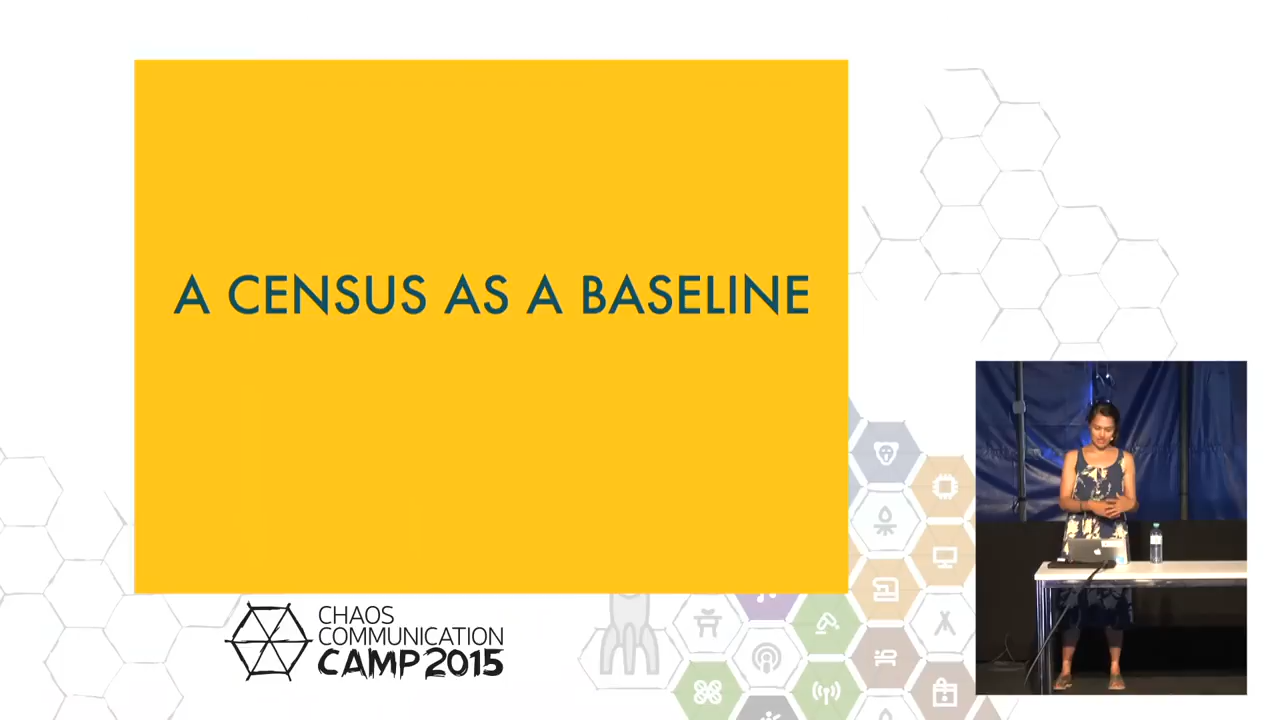 A CENSUS AS A BASELINE
CHAOS
COMMUNICATION
CAMP 2015